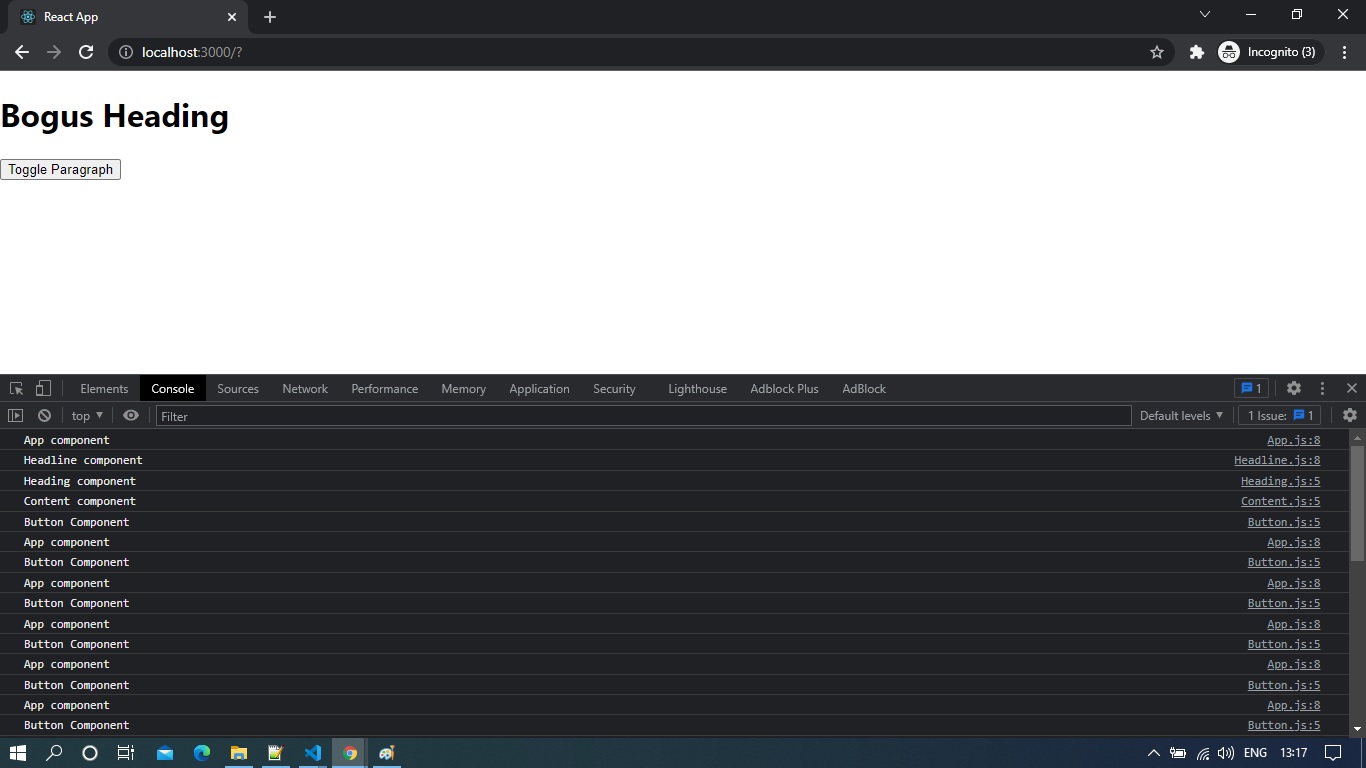 React App
localhost:3000/?
Incognito (3)
Bogus Heading
Toggle Paragraph
Elements Console Sources Network Performance Memory Application Security Lighthouse Adblock Plus AdBlock 1
top Filter Default levels 1 Issue: 1
App component App.js:8
Headline component Headline.js:8
Heading component Heading.js:5
Content component Content.js:5
Button Component Button.js:5
App component App.js:8
Button Component Button.js:5
App component App.js:8
Button Component Button.js:5
App component App.js:8
Button Component Button.js:5
App component App.js:8
Button Component Button.js:5
App component App.js:8
Button Component Button.js:5
ENG 13:17